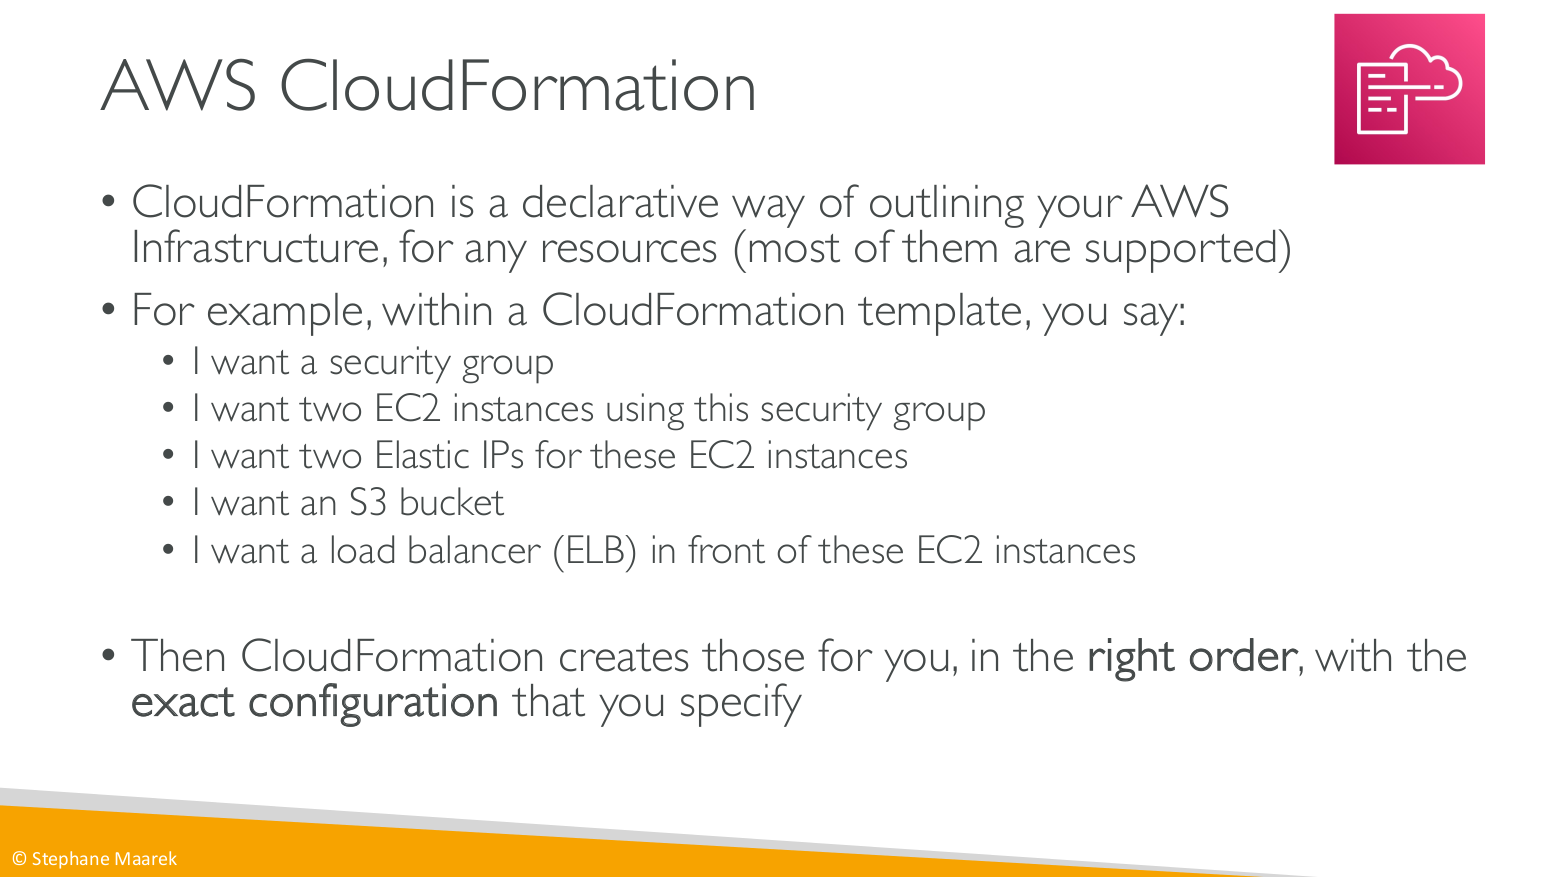 AWS CloudFormation
• CloudFormation is a declarative way of outlining your AWS
Infrastructure, for any resources (most of them are supported)
• For example, within a CloudFormation template, you say:
• I want a security group
• I want two EC2 instances using this security group
• I want two Elastic IPs for these EC2 instances
• I want an S3 bucket
• I want a load balancer (ELB) in front of these EC2 instances
• Then CloudFormation creates those for you, in the right order, with the
exact configuration that you specify
© Stephane Maarek